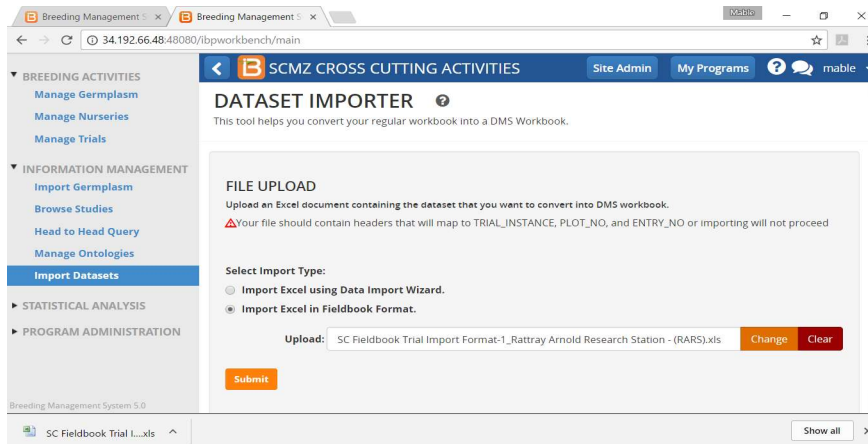 Breeding Management S
Breeding Management S
Mable
34.192.66.48:48080/ibpworkbench/main
BREEDING ACTIVITIES
Manage Germplasm
Manage Nurseries
Manage Trials
INFORMATION MANAGEMENT
Import Germplasm
Browse Studies
Head to Head Query
Manage Ontologies
Import Datasets
STATISTICAL ANALYSIS
PROGRAM ADMINISTRATION
Breeding Management System 5.0
SCMZ CROSS CUTTING ACTIVITIES
Site Admin
My Programs
mable
DATASET IMPORTER
This tool helps you convert your regular workbook into a DMS Workbook.
FILE UPLOAD
Upload an Excel document containing the dataset that you want to convert into DMS workbook.
Your file should contain headers that will map to TRIAL_INSTANCE, PLOT_NO, and ENTRY_NO or importing will not proceed
Select Import Type:
Import Excel using Data Import Wizard.
Import Excel in Fieldbook Format.
Upload: SC Fieldbook Trial Import Format-1_Rattray Arnold Research Station - (RARS).xls Change Clear
Submit
SC Fieldbook Trial I....xls
Show all